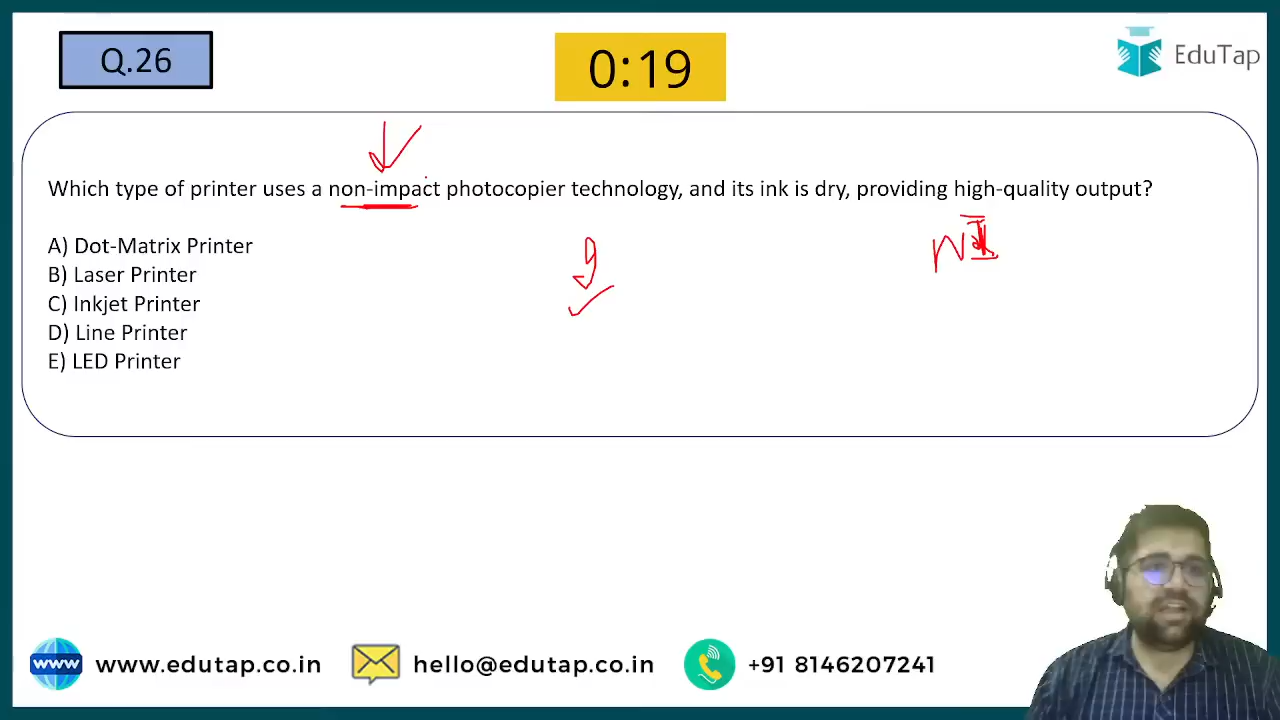 Q.26
0:19
EduTap
Which type of printer uses a non-impact photocopier technology, and its ink is dry, providing high-quality output?
A) Dot-Matrix Printer
B) Laser Printer
C) Inkjet Printer
D) Line Printer
E) LED Printer
www
www.edutap.co.in
hello@edutap.co.in
+91 8146207241